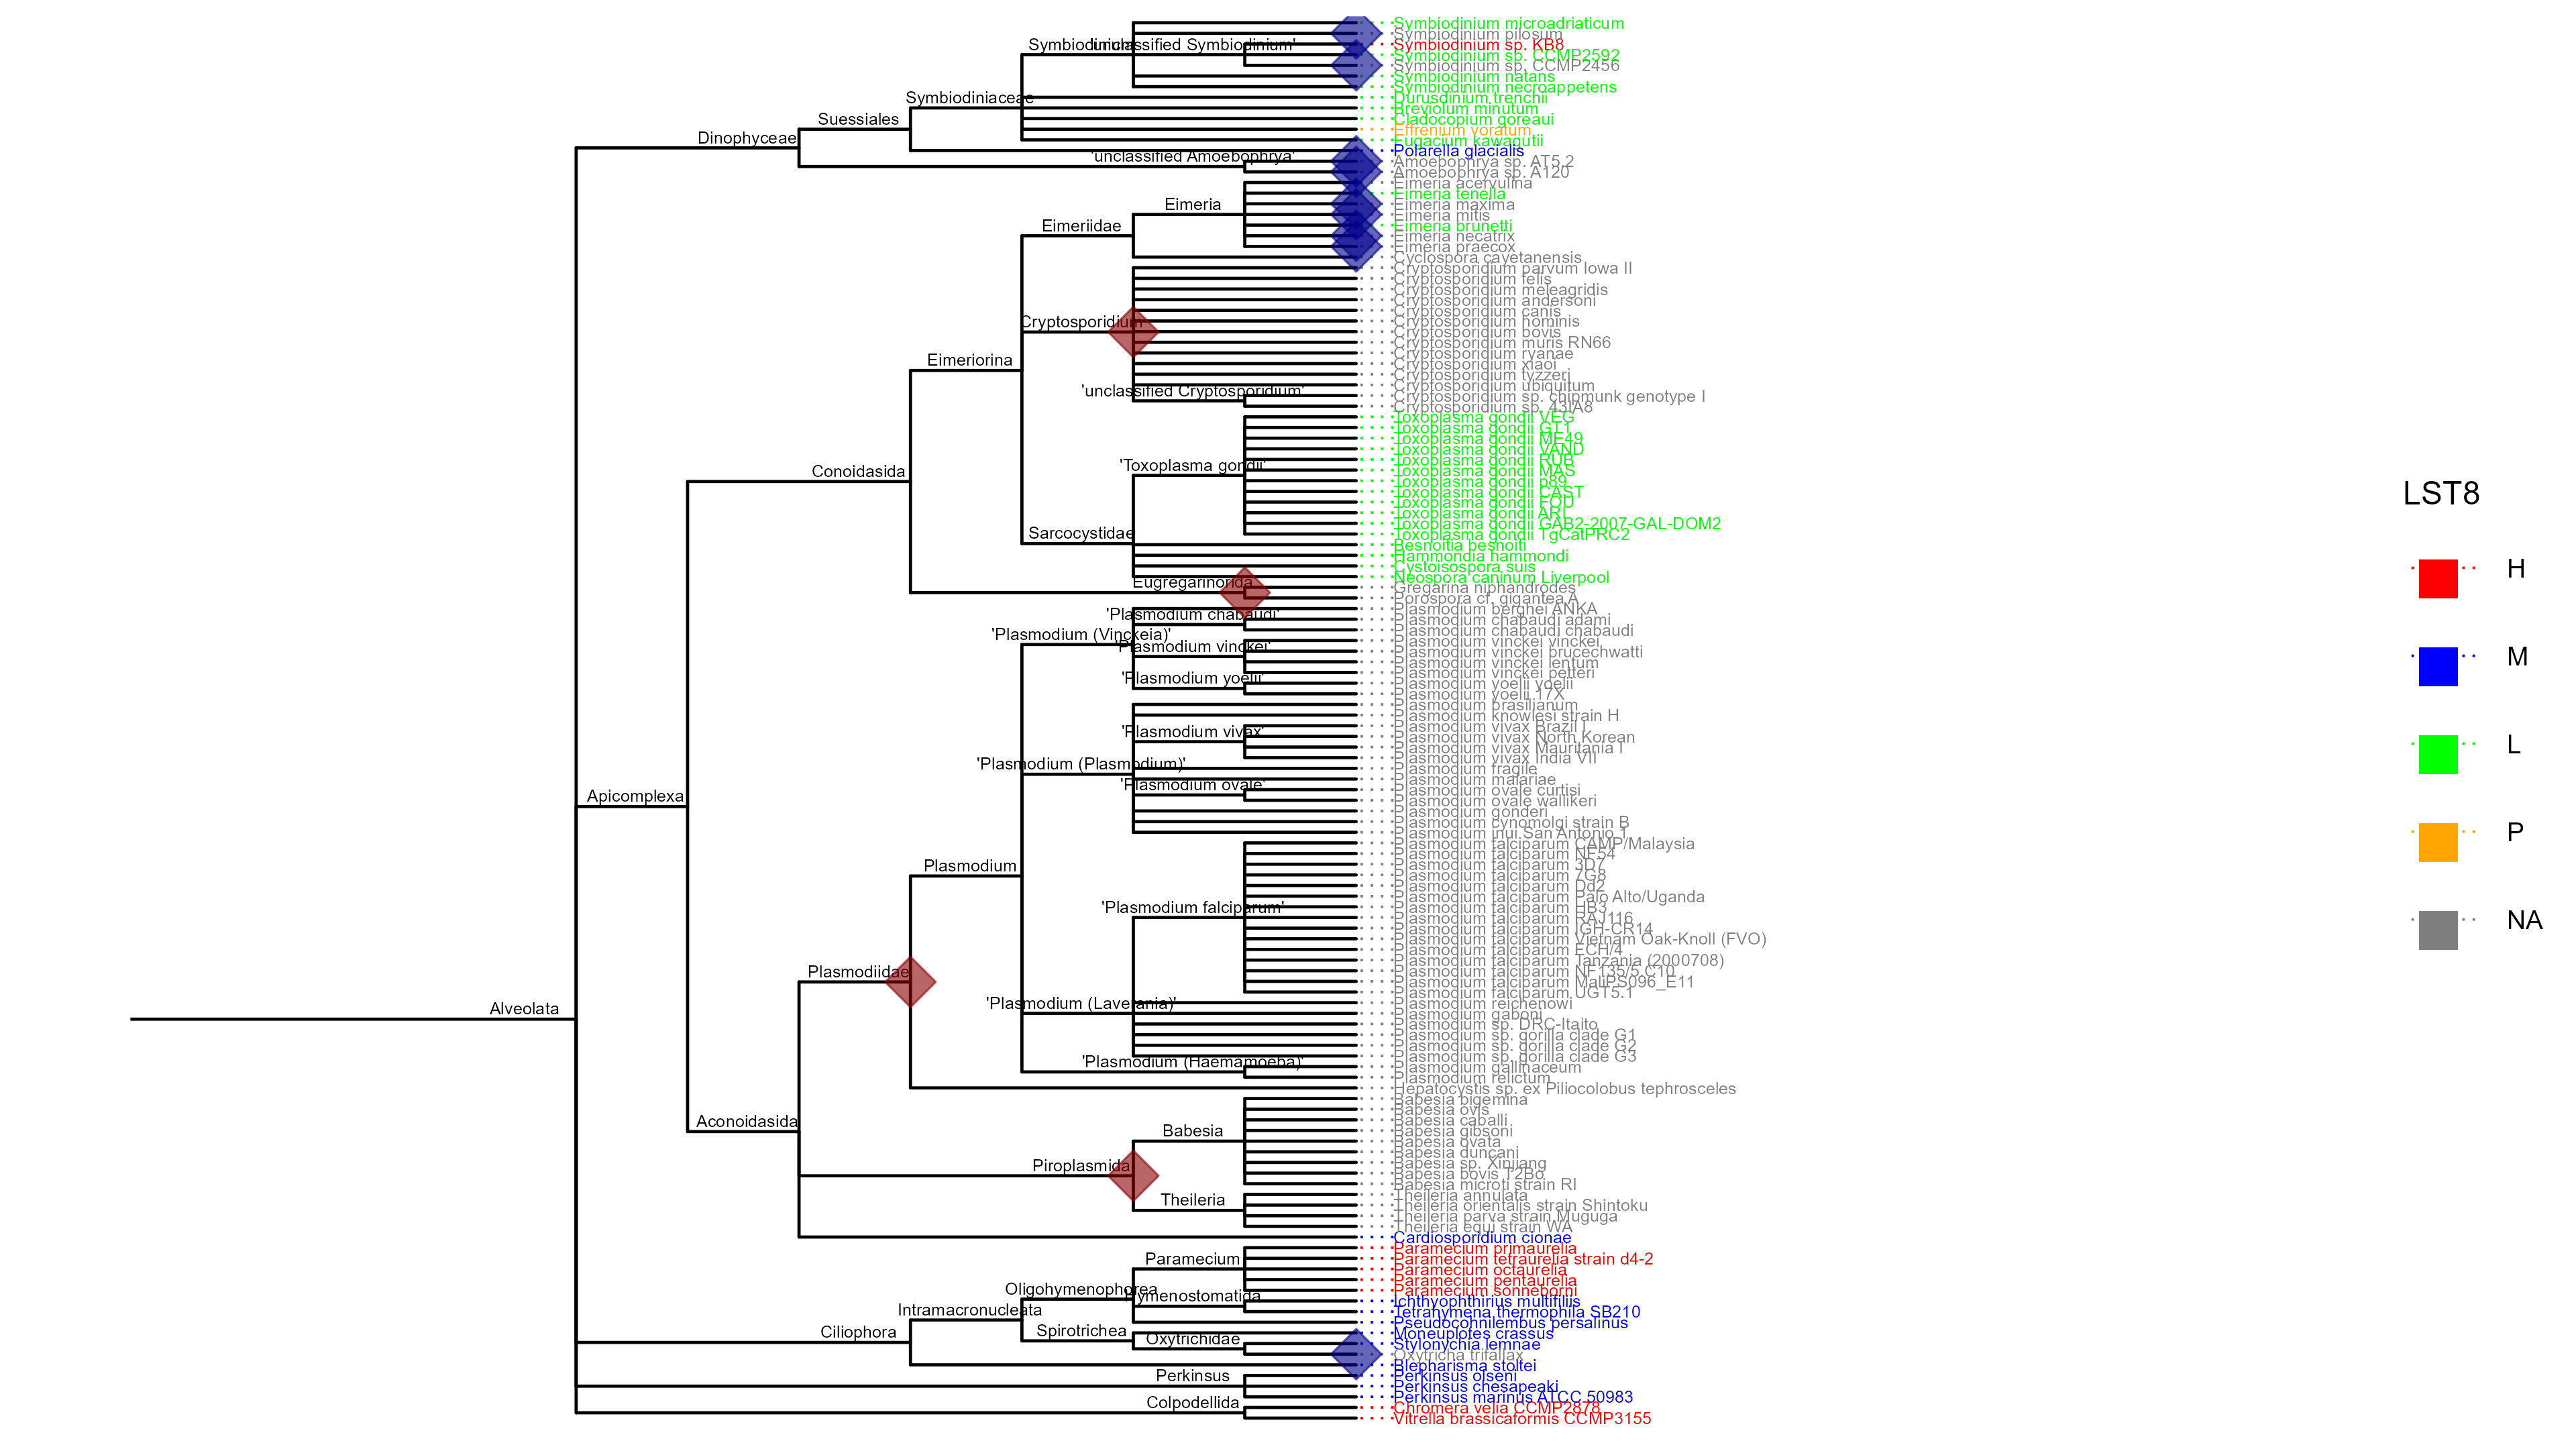 Symbiodinium microadriaticum
Symbiodinium pilosum
Symbiodinium 'unclassified Symbiodinium' Symbiodinium sp. KB8
Symbiodinium sp. CCMP2592
Symbiodinium sp. CCMP2456
Symbiodinium natans
Symbiodinium necroappetens
Symbiodiniaceae Durusdinium trenchii
Breviolum minutum
Suessiales Cladocopium goreaui
Effrenium voratum
Dinophyceae Fugacium kawagutii
Polarella glacialis
'unclassified Amoebophrya' Amoebophrya sp. AT5.2
Amoebophrya sp. A120
Eimeria acervulina
Eimeria tenella
Eimeria Eimeria maxima
Eimeria mitis
Eimeriidae Eimeria brunetti
Eimeria necatrix
Eimeria praecox
Cyclospora cayetanensis
Cryptosporidium parvum Iowa II
Cryptosporidium felis
Cryptosporidium meleagridis
Cryptosporidium andersoni
Cryptosporidium canis
Cryptosporidium Cryptosporidium hominis
Cryptosporidium bovis
Cryptosporidium muris RN66
Cryptosporidium ryanae
Eimeriorina Cryptosporidium xiaoi
Cryptosporidium tyzzeri
Cryptosporidium ubiquitum
'unclassified Cryptosporidium' Cryptosporidium sp. chipmunk genotype I
Cryptosporidium sp. 43IA8
Toxoplasma gondii VEG
Toxoplasma gondii GT1
Toxoplasma gondii ME49
Toxoplasma gondii VAND
'Toxoplasma gondii' Toxoplasma gondii RUB
Conoidasida Toxoplasma gondii MAS
Toxoplasma gondii p89
Toxoplasma gondii CAST
Toxoplasma gondii FOU
Toxoplasma gondii ARI
Toxoplasma gondii GAB2-2007-GAL-DOM2
Sarcocystidae Toxoplasma gondii TgCatPRC2
Besnoitia besnoiti
Hammondia hammondi
Cystoisospora suis
Eugregarinorida Neospora caninum Liverpool
Gregarina niphandrodes
Porospora cf. gigantea A
Plasmodium berghei ANKA
'Plasmodium chabaudi' Plasmodium chabaudi adami
'Plasmodium (Vinckeia)' Plasmodium chabaudi chabaudi
Plasmodium vinckei vinckei
'Plasmodium vinckei' Plasmodium vinckei brucechwatti
Plasmodium vinckei lentum
Plasmodium vinckei petteri
'Plasmodium yoelii' Plasmodium yoelii yoelii
Plasmodium yoelii 17X
Plasmodium brasilianum
Plasmodium knowlesi strain H
Plasmodium vivax Brazil I
'Plasmodium vivax' Plasmodium vivax North Korean
Plasmodium vivax Mauritania I
Plasmodium vivax India VII
'Plasmodium (Plasmodium)' Plasmodium fragile
Plasmodium malariae
'Plasmodium ovale' Plasmodium ovale curtisi
Apicomplexa Plasmodium ovale wallikeri
Plasmodium gonderi
Plasmodium cynomolgi strain B
Plasmodium inui San Antonio 1
Plasmodium falciparum CAMP/Malaysia
Plasmodium falciparum NF54
Plasmodium Plasmodium falciparum 3D7
Plasmodium falciparum 7G8
Plasmodium falciparum Dd2
Plasmodium falciparum Palo Alto/Uganda
'Plasmodium falciparum' Plasmodium falciparum HB3
Plasmodium falciparum RAJ116
Plasmodium falciparum IGH-CR14
Plasmodium falciparum Vietnam Oak-Knoll (FVO)
Plasmodium falciparum ECH/4
Plasmodium falciparum Tanzania (2000708)
Plasmodiidae Plasmodium falciparum NF135/5.C10
Plasmodium falciparum MaliPS096_E11
Plasmodium falciparum UGT5.1
'Plasmodium (Laverania)' Plasmodium reichenowi
Alveolata Plasmodium gaboni
Plasmodium sp. DRC-Itaito
Plasmodium sp. gorilla clade G1
Plasmodium sp. gorilla clade G2
'Plasmodium (Haemamoeba)' Plasmodium sp. gorilla clade G3
Plasmodium gallinaceum
Plasmodium relictum
Hepatocystis sp. ex Piliocolobus tephrosceles
Babesia bigemina
Babesia ovis
Aconoidasida Babesia caballi
Babesia Babesia gibsoni
Babesia ovata
Babesia duncani
Piroplasmida Babesia sp. Xinjiang
Babesia bovis T2Bo
Babesia microti strain RI
Theileria Theileria annulata
Theileria orientalis strain Shintoku
Theileria parva strain Muguga
Theileria equi strain WA
Cardiosporidium cionae
Paramecium primaurelia
Paramecium Paramecium tetraurelia strain d4-2
Paramecium octaurelia
Paramecium pentaurelia
Oligohymenophorea Paramecium sonneborni
Hymenostomatida Ichthyophthirius multifiliis
Intramacronucleata Tetrahymena thermophila SB210
Pseudocohnilembus persalinus
Ciliophora Spirotrichea Moneuplotes crassus
Oxytrichidae Stylonychia lemnae
Oxytricha trifallax
Blepharisma stoltei
Perkinsus Perkinsus olseni
Perkinsus chesapeaki
Perkinsus marinus ATCC 50983
Colpodellida Chromera velia CCMP2878
Vitrella brassicaformis CCMP3155
LST8
H
M
L
P
NA